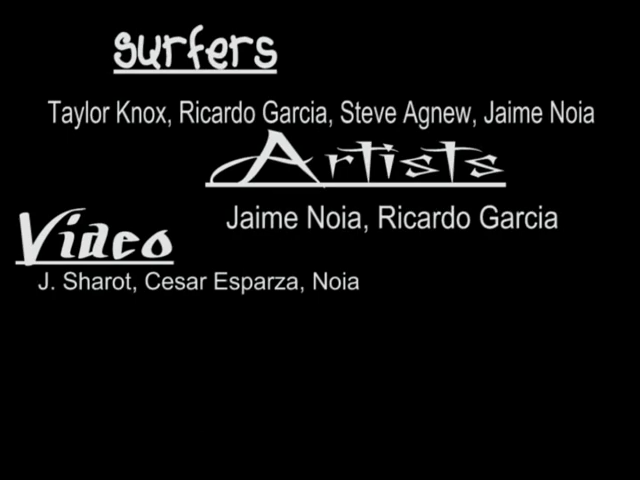 surfers
Taylor Knox, Ricardo Garcia, Steve Agnew, Jaime Noia
Artists
Jaime Noia, Ricardo Garcia
Video
J. Sharot, Cesar Esparza, Noia